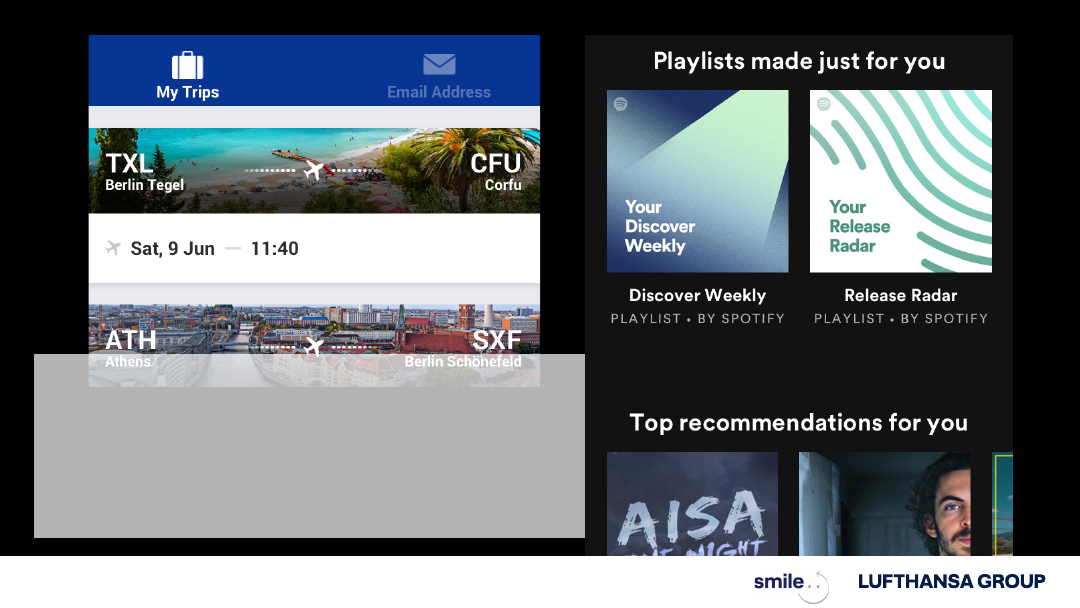 My Trips
Email Address
TXL
Berlin Tegel
CFU
Corfu
Sat, 9 Jun — 11:40
ATH
Athens
SXF
Berlin Schönefeld
Playlists made just for you
Your
Discover
Weekly
Your
Release
Radar
Discover Weekly
PLAYLIST • BY SPOTIFY
Release Radar
PLAYLIST • BY SPOTIFY
Top recommendations for you
AISA
ONE NIGHT
smile
LUFTHANSA GROUP